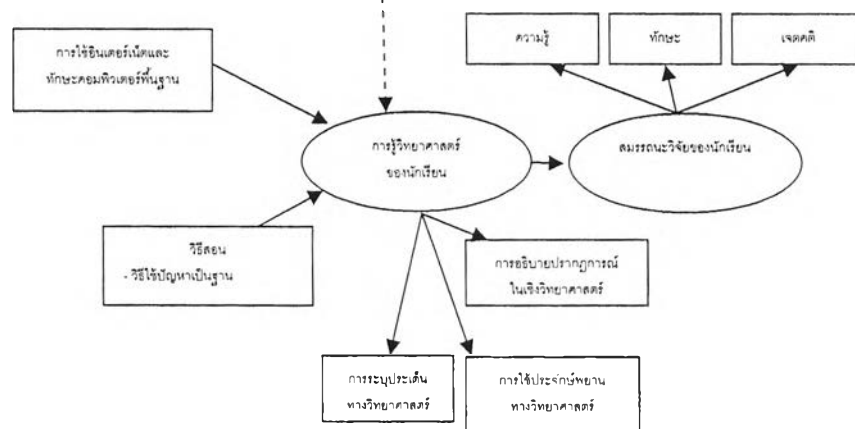 ความรู้
ทักษะ
เจตคติ
การใช้อินเตอร์เน็ตและ
ทักษะคอมพิวเตอร์พื้นฐาน
การรู้วิทยาศาสตร์
ของนักเรียน
สมรรถนะวิจัยของนักเรียน
วิธีสอน
- วิธีใช้ปัญหาเป็นฐาน
การอธิบายปรากฏการณ์
ในเชิงวิทยาศาสตร์
การระบุประเด็น
ทางวิทยาศาสตร์
การใช้ประจักษ์พยาน
ทางวิทยาศาสตร์